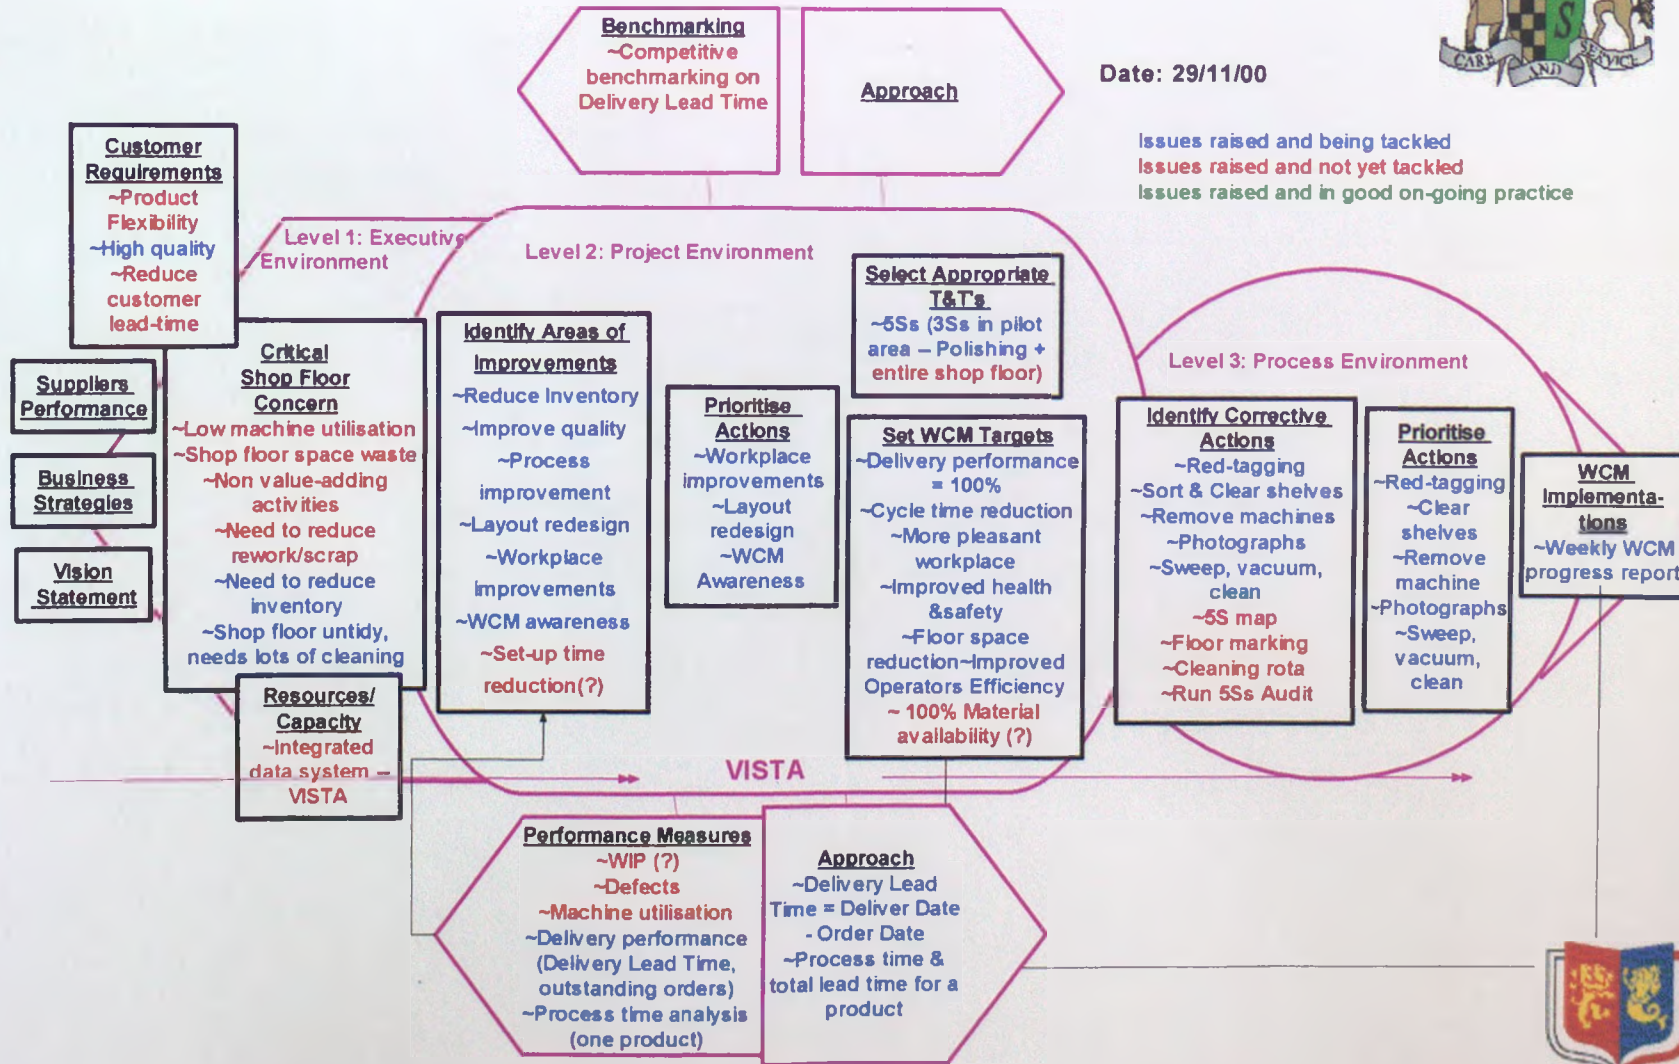 Benchmarking
~Competitive
benchmarking on
Delivery Lead Time
Approach
Date: 29/11/00
S
CARE
AND
SERVICE
Issues raised and being tackled
Issues raised and not yet tackled
Issues raised and in good on-going practice
Customer
Requirements
~Product
Flexibility
~High quality
~Reduce
customer
lead-time
Level 1: Executive
Environment
Level 2: Project Environment
Level 3: Process Environment
Suppliers
Performance
Business
Strategies
Vision
Statement
Critical
Shop Floor
Concern
~Low machine utilisation
~Shop floor space waste
~Non value-adding
activities
~Need to reduce
rework/scrap
~Need to reduce
inventory
~Shop floor untidy,
needs lots of cleaning
Resources/
Capacity
~Integrated
data system –
VISTA
Identify Areas of
Improvements
~Reduce Inventory
~Improve quality
~Process
improvement
~Layout redesign
~Workplace
improvements
~WCM awareness
~Set-up time
reduction(?)
Prioritise
Actions
~Workplace
improvements
~Layout
redesign
~WCM
Awareness
Select Appropriate
T&T's
~5Ss (3Ss in pilot
area – Polishing +
entire shop floor)
Set WCM Targets
~Delivery performance
= 100%
~Cycle time reduction
~More pleasant
workplace
~Improved health
&safety
~Floor space
reduction~Improved
Operators Efficiency
~ 100% Material
availability (?)
Identify Corrective
Actions
~Red-tagging
~Sort & Clear shelves
~Remove machines
~Photographs
~Sweep, vacuum,
clean
~5S map
~Floor marking
~Cleaning rota
~Run 5Ss Audit
Prioritise
Actions
~Red-tagging
~Clear
shelves
~Remove
machine
~Photographs
~Sweep,
vacuum,
clean
WCM
Implementa-
tions
~Weekly WCM
progress report
VISTA
Performance Measures
~WIP (?)
~Defects
~Machine utilisation
~Delivery performance
(Delivery Lead Time,
outstanding orders)
~Process time analysis
(one product)
Approach
~Delivery Lead
Time = Deliver Date
- Order Date
~Process time &
total lead time for a
product